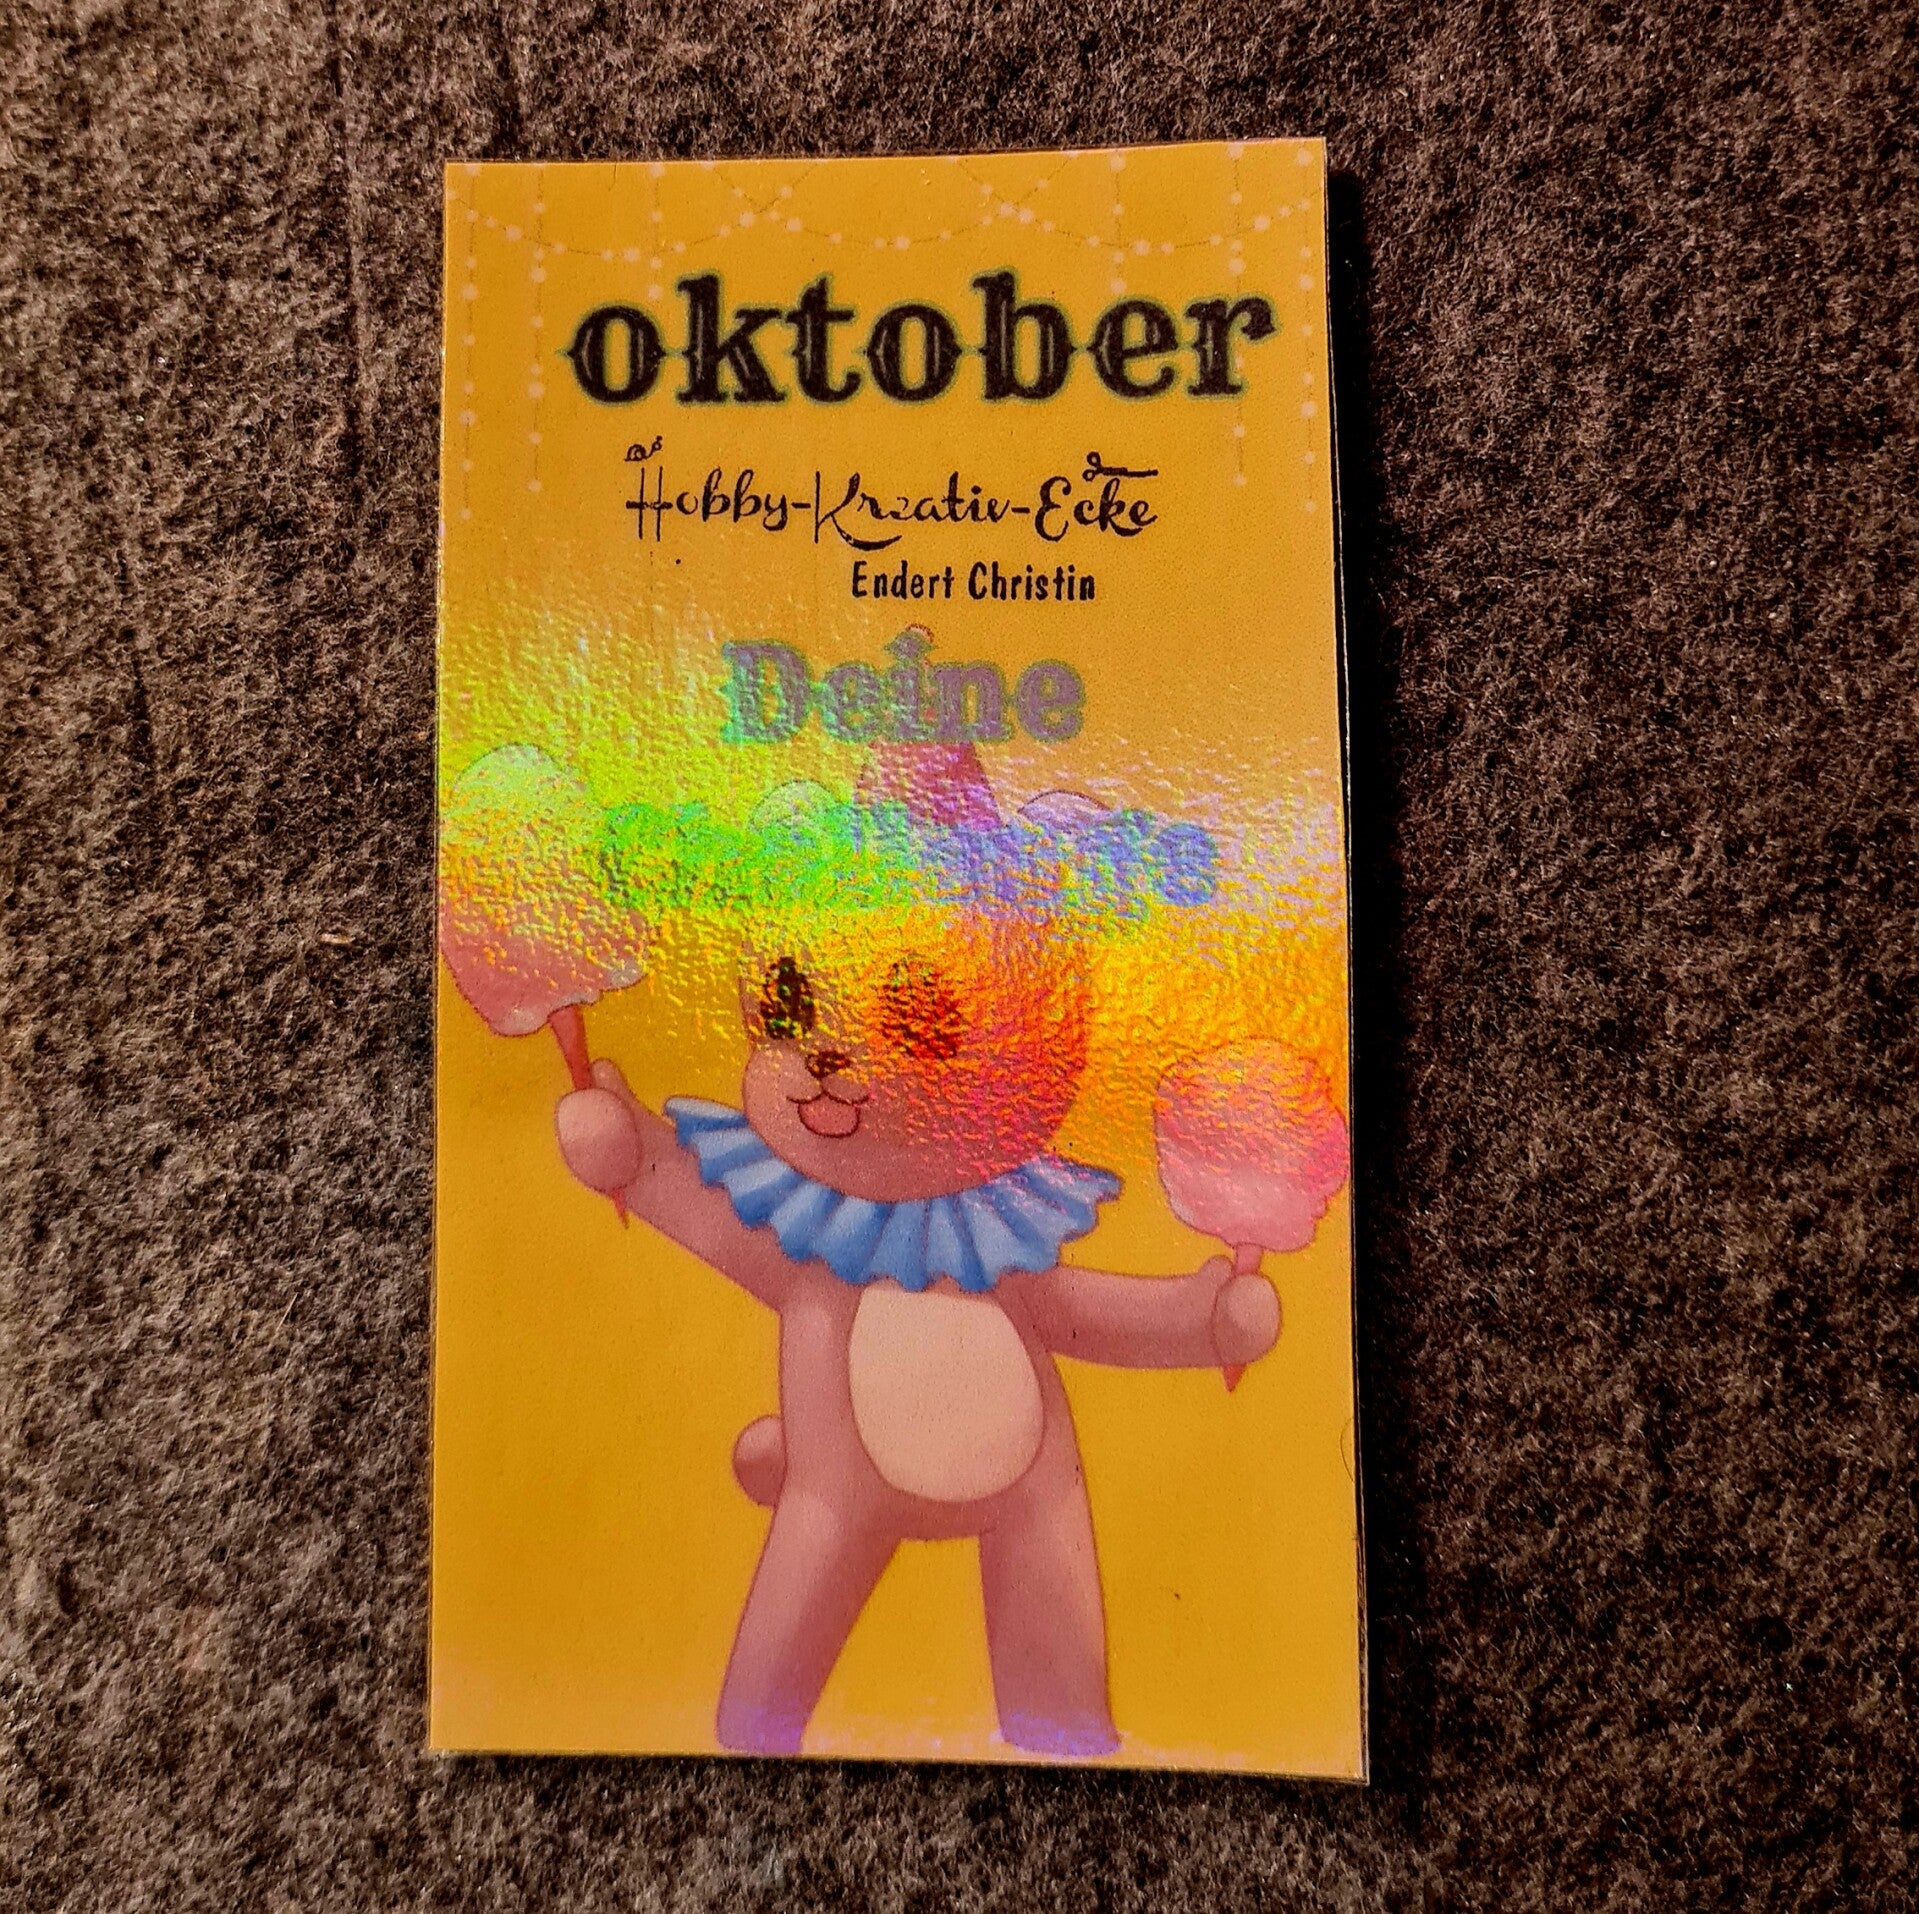 oktober
Hobby-Kreativ-Ecke
Endert Christin
Deine